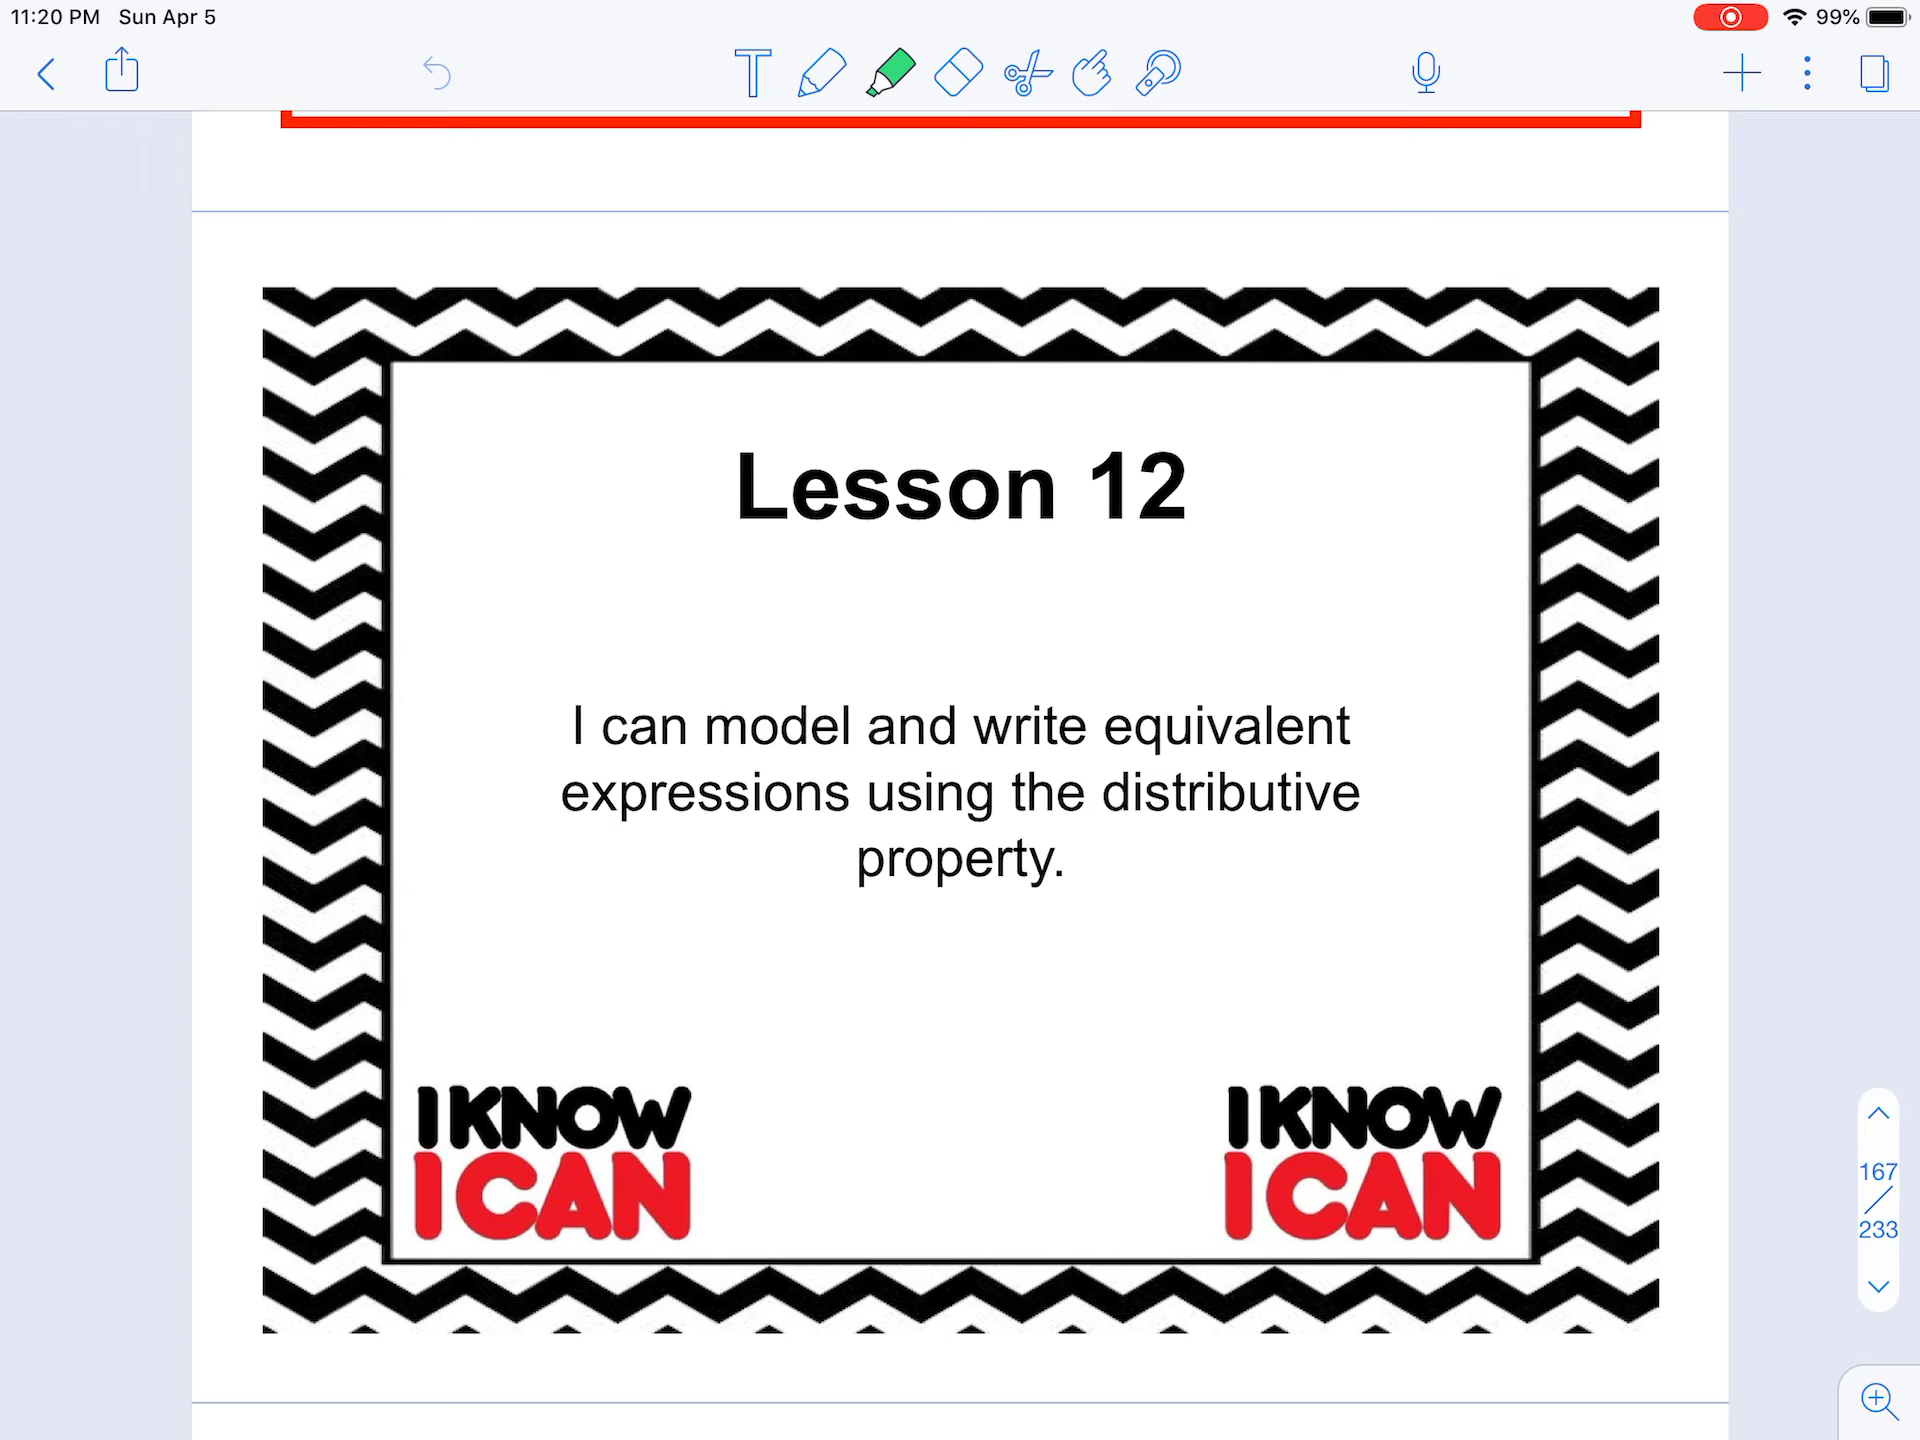 11:20 PM Sun Apr 5
99%
T
Lesson 12
I can model and write equivalent
expressions using the distributive
property.
I KNOW
I CAN
I KNOW
I CAN
167
/
233